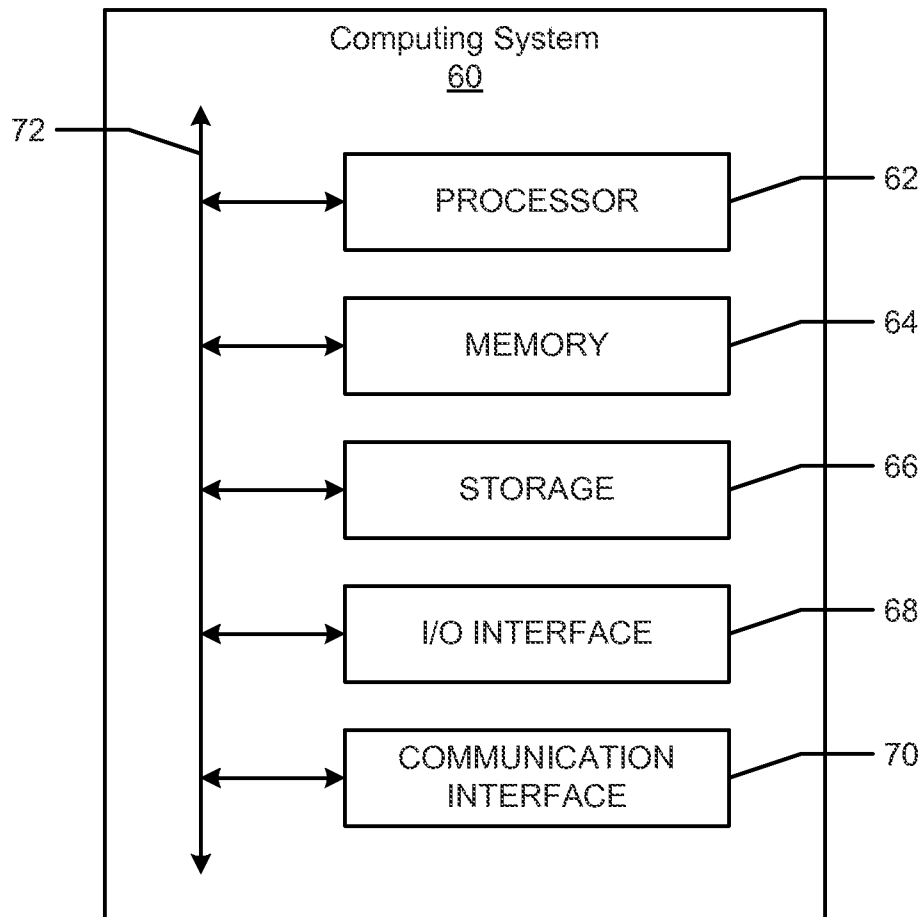 Computing System
60
72
PROCESSOR
62
MEMORY
64
STORAGE
66
I/O INTERFACE
68
COMMUNICATION
INTERFACE
70